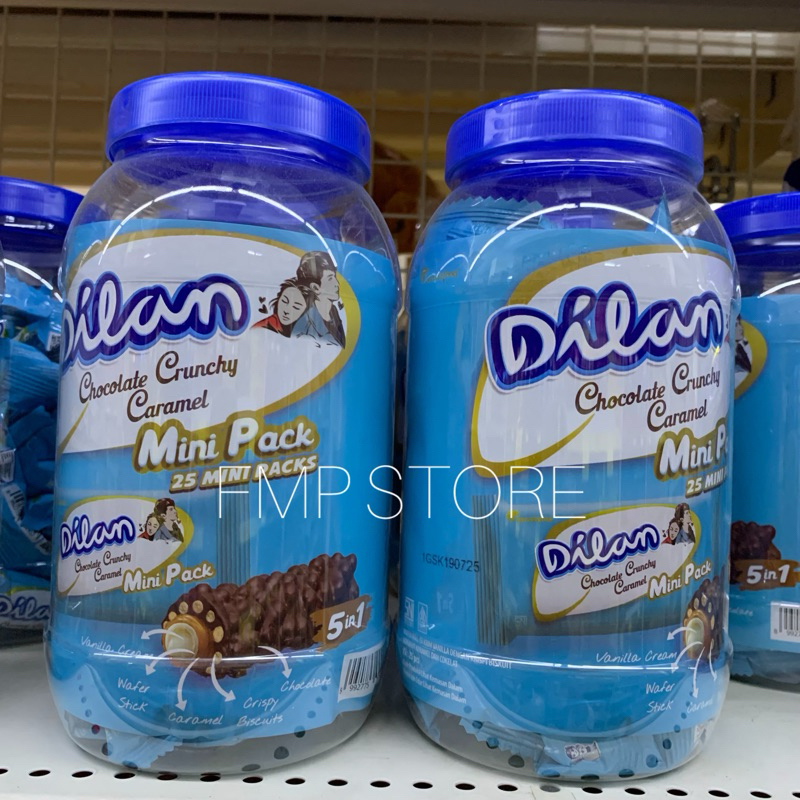 Dilan
Chocolate Crunchy
Caramel
Mini Pack
25 MINI PACKS
Dilan
Chocolate Crunchy
Caramel
Mini Pack
5 in 1
Vanilla Cream
Wafer
Stick
Caramel
Crispy
Biscuits
Chocolate
Dilan
Chocolate Crunchy
Caramel
Mini P
25 MINI
FMP STORE
1GSK190725
Dilan
Chocolate Crunchy
Caramel
Mini Pack
Vanilla Cream
Wafer
Stick
Caramel
5 in 1
Dilan